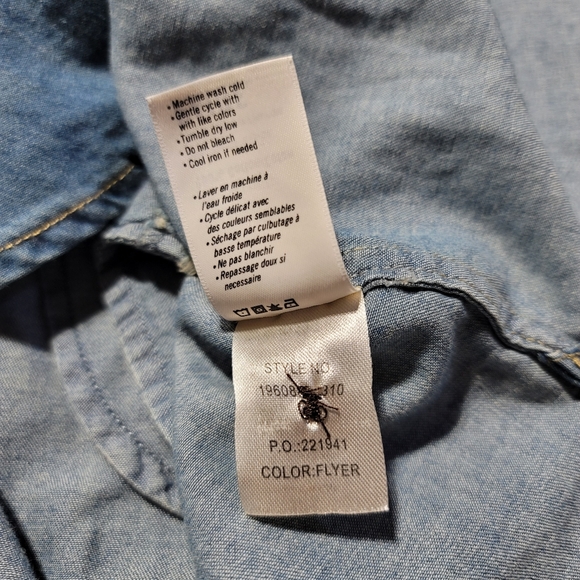 • Machine wash cold
• Gentle cycle with
with like colors
• Tumble dry low
• Do not bleach
• Cool iron if needed
• Laver en machine à
l'eau froide
• Cycle délicat avec
des couleurs semblables
• Séchage par culbutage à
basse température
• Ne pas blanchir
• Repassage doux si
necessaire
STYLE NO.
P.O.:221941
COLOR:FLYER